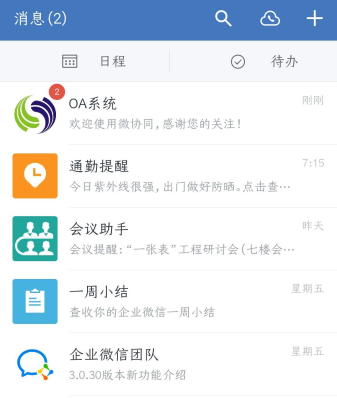 消息(2)
日程 待办
2
OA系统 刚刚
欢迎使用微协同,感谢您的关注!
通勤提醒 7:15
今日紫外线很强,出门做好防晒。点击查…
会议助手 昨天
会议提醒:“一张表”工程研讨会(七楼会…
一周小结 星期五
查收你的企业微信一周小结
企业微信团队 星期五
3.0.30版本新功能介绍